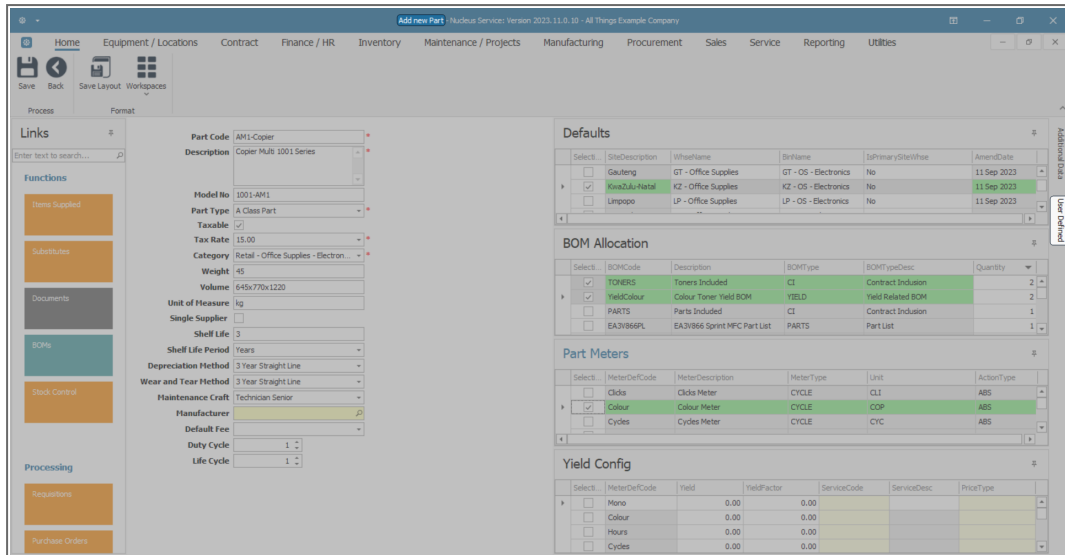 Add new Part - Nucleus Service: Version 2023.11.0.10 - All Things Example Company
Home Equipment / Locations Contract Finance / HR Inventory Maintenance / Projects Manufacturing Procurement Sales Service Reporting Utilities
Save Back Save Layout Workspaces
Process Format
Links
Enter text to search...
Functions
Items Supplied
Substitutes
Documents
BOMs
Stock Control
Processing
Requisitions
Purchase Orders
Part Code AM1-Copier *
Description Copier Multi 1001 Series *
Model No 1001-AM1
Part Type A Class Part *
Taxable
Tax Rate 15.00 *
Category Retail - Office Supplies - Electron... *
Weight 45
Volume 645x770x1220
Unit of Measure kg
Single Supplier
Shelf Life 3
Shelf Life Period Years
Depreciation Method 3 Year Straight Line
Wear and Tear Method 3 Year Straight Line
Maintenance Craft Technician Senior
Manufacturer
Default Fee
Duty Cycle 1
Life Cycle 1
Defaults
Selecti... SiteDescription WhseName BinName IsPrimarySiteWhse AmendDate
Gauteng GT - Office Supplies GT - OS - Electronics No 11 Sep 2023
KwaZulu-Natal KZ - Office Supplies KZ - OS - Electronics No 11 Sep 2023
Limpopo LP - Office Supplies LP - OS - Electronics No 11 Sep 2023
BOM Allocation
Selecti... BOMCode Description BOMType BOMTypeDesc Quantity
TONERS Toners Included CI Contract Inclusion 2
YieldColour Colour Toner Yield BOM YIELD Yield Related BOM 2
PARTS Parts Included CI Contract Inclusion 1
EA3V866PL EA3V866 Sprint MFC Part List PARTS Part List 1
Part Meters
Selecti... MeterDefCode MeterDescription MeterType Unit ActionType
Clicks Clicks Meter CYCLE CLI ABS
Colour Colour Meter CYCLE COP ABS
Cycles Cycles Meter CYCLE CYC ABS
Yield Config
Selecti... MeterDefCode Yield YieldFactor ServiceCode ServiceDesc PriceType
Mono 0.00 0.00
Colour 0.00 0.00
Hours 0.00 0.00
Cycles 0.00 0.00
Additional Data
User Defined